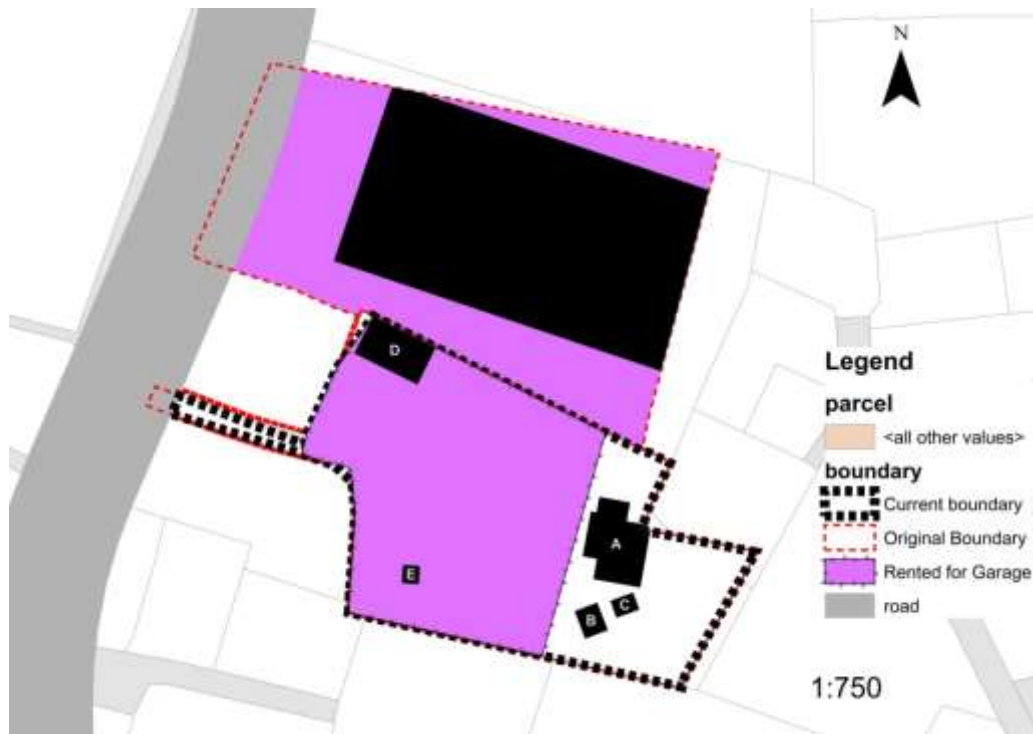 N
D
A
E
B
C
Legend
parcel
<all other values>
boundary
Current boundary
Original Boundary
Rented for Garage
road
1:750